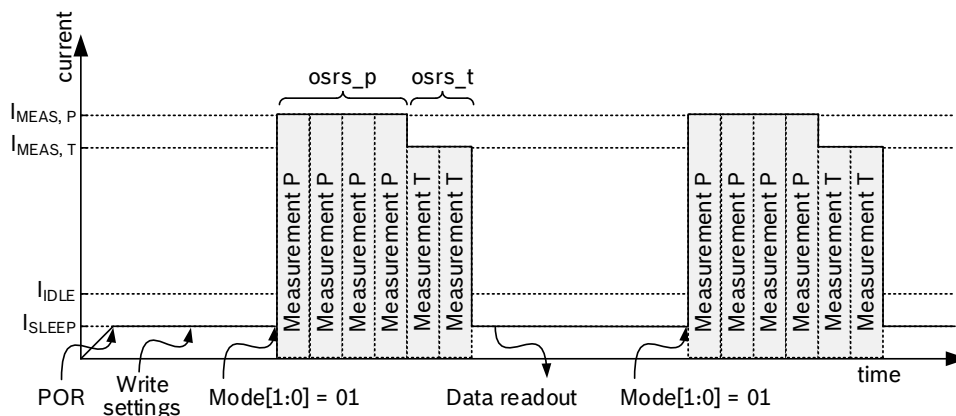 current
osrs_p
osrs_t
IMEAS, P
IMEAS, T
IIDLE
ISLEEP
Measurement P
Measurement P
Measurement P
Measurement P
Measurement T
Measurement T
Measurement P
Measurement P
Measurement P
Measurement P
Measurement T
Measurement T
time
POR
Write
settings
Mode[1:0] = 01
Data readout
Mode[1:0] = 01